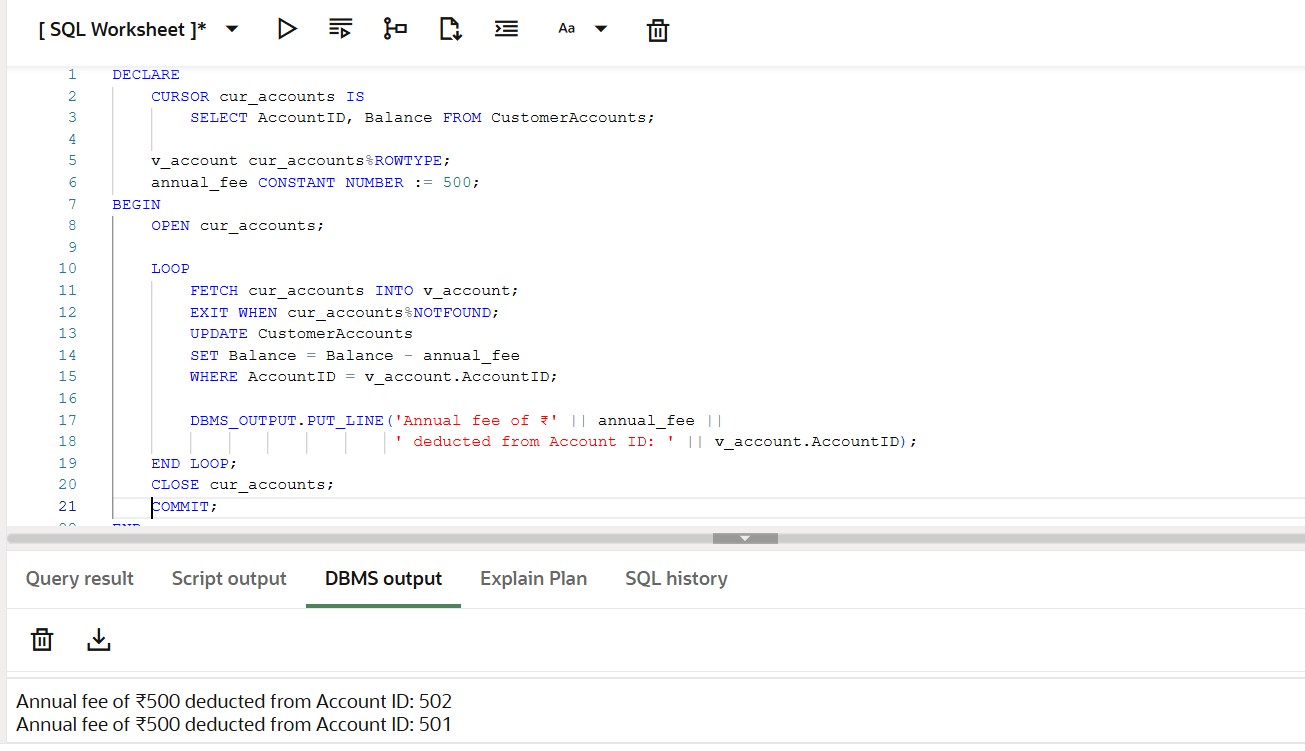 [ SQL Worksheet ]* Aa
1 DECLARE
2 CURSOR cur_accounts IS
3 SELECT AccountID, Balance FROM CustomerAccounts;
4
5 v_account cur_accounts%ROWTYPE;
6 annual_fee CONSTANT NUMBER := 500;
7 BEGIN
8 OPEN cur_accounts;
9
10 LOOP
11 FETCH cur_accounts INTO v_account;
12 EXIT WHEN cur_accounts%NOTFOUND;
13 UPDATE CustomerAccounts
14 SET Balance = Balance - annual_fee
15 WHERE AccountID = v_account.AccountID;
16
17 DBMS_OUTPUT.PUT_LINE('Annual fee of ₹' || annual_fee ||
18 ' deducted from Account ID: ' || v_account.AccountID);
19 END LOOP;
20 CLOSE cur_accounts;
21 COMMIT;
Query result Script output DBMS output Explain Plan SQL history
Annual fee of ₹500 deducted from Account ID: 502
Annual fee of ₹500 deducted from Account ID: 501